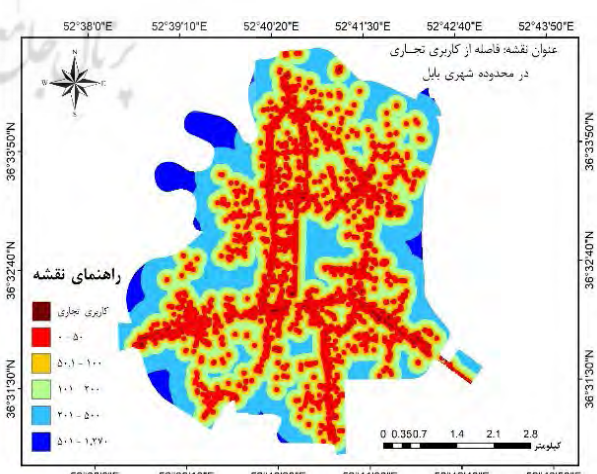 52°38'0"E 52°39'10"E 52°40'20"E 52°41'30"E 52°42'40"E 52°43'50"E
عنوان نقشه: فاصله از کاربری تجـاری
در محدوده شهری بابل
N
W E
S
36°33'50"N 36°33'50"N
36°32'40"N 36°32'40"N
36°31'30"N 36°31'30"N
راهنمای نقشه
کاربری تجاری
۰ - ۵۰
۵۰.۱ - ۱۰۰
۱۰۱ - ۲۰۰
۲۰۱ - ۵۰۰
۵۰۱ - ۱,۲۷۰
0 0.35 0.7 1.4 2.1 2.8
کیلومتر